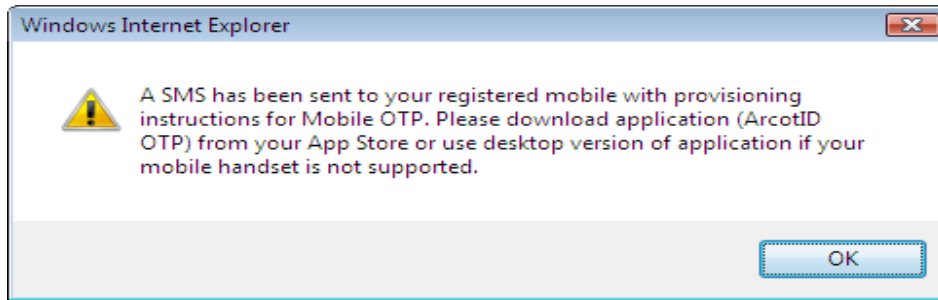 Windows Internet Explorer
A SMS has been sent to your registered mobile with provisioning
instructions for Mobile OTP. Please download application (ArcotID
OTP) from your App Store or use desktop version of application if your
mobile handset is not supported.
OK